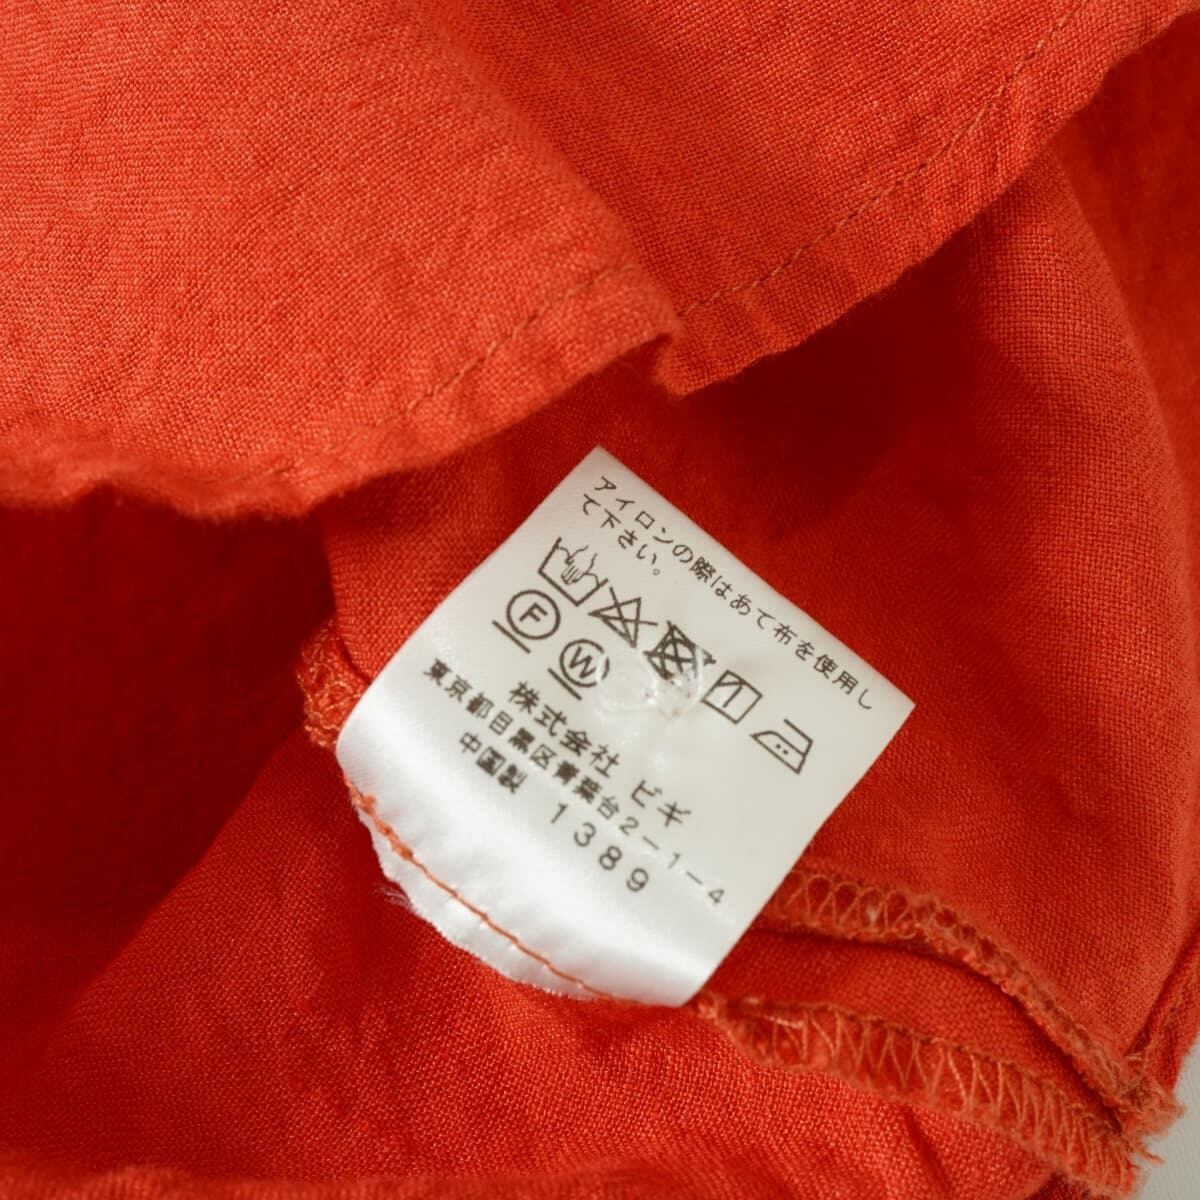 アイロンの際はあて布を使用し
て下さい。
F W
株式会社 ビギ
東京都目黒区青葉台2-1-4
中国製 1389